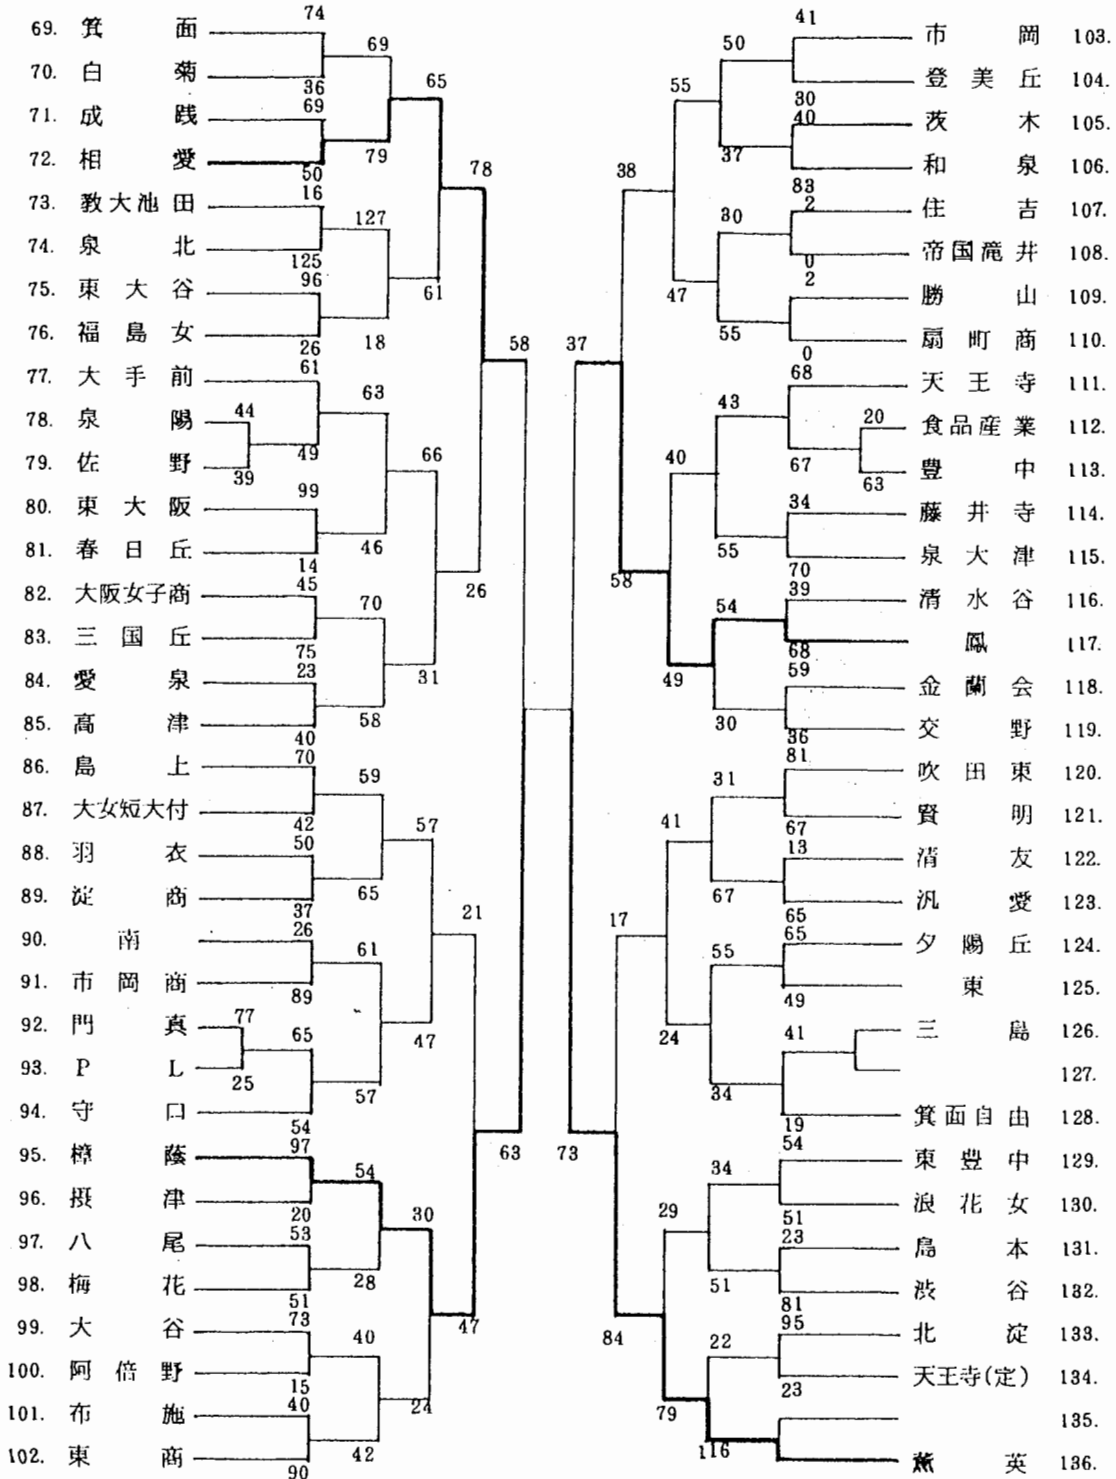 69. 箕面
70. 白菊
71. 成践
72. 相愛
73. 教大池田
74. 泉北
75. 東大谷
76. 福島女
77. 大手前
78. 泉陽
79. 佐野
80. 東大阪
81. 春日丘
82. 大阪女子商
83. 三国丘
84. 愛泉
85. 高津
86. 島上
87. 大女短大付
88. 羽衣
89. 淀商
90. 南
91. 市岡商
92. 門真
93. PL
94. 守口
95. 樟蔭
96. 摂津
97. 八尾
98. 梅花
99. 大谷
100. 阿倍野
101. 布施
102. 東商
74
36
69
50
16
125
96
26
61
44
39
49
99
14
45
75
23
40
70
42
50
37
26
89
77
25
65
54
97
20
53
51
73
15
40
90
69
79
127
18
63
46
70
58
59
65
61
57
54
28
40
42
65
61
66
31
57
47
30
24
78
26
21
47
58
63
37
73
38
58
17
84
55
47
40
49
41
24
29
79
50
37
30
55
43
55
54
30
31
67
55
34
34
51
22
116
41
30
40
83
2
0
2
0
68
67
20
63
34
70
39
68
59
36
81
67
13
65
65
49
41
19
54
51
23
81
95
23
市岡 103.
登美丘 104.
茨木 105.
和泉 106.
住吉 107.
帝国滝井 108.
勝山 109.
扇町商 110.
天王寺 111.
食品産業 112.
豊中 113.
藤井寺 114.
泉大津 115.
清水谷 116.
鳳 117.
金蘭会 118.
交野 119.
吹田東 120.
賢明 121.
清友 122.
汎愛 123.
夕陽丘 124.
東 125.
三島 126.
127.
箕面自由 128.
東豊中 129.
浪花女 130.
島本 131.
渋谷 132.
北淀 133.
天王寺(定) 134.
135.
薫英 136.